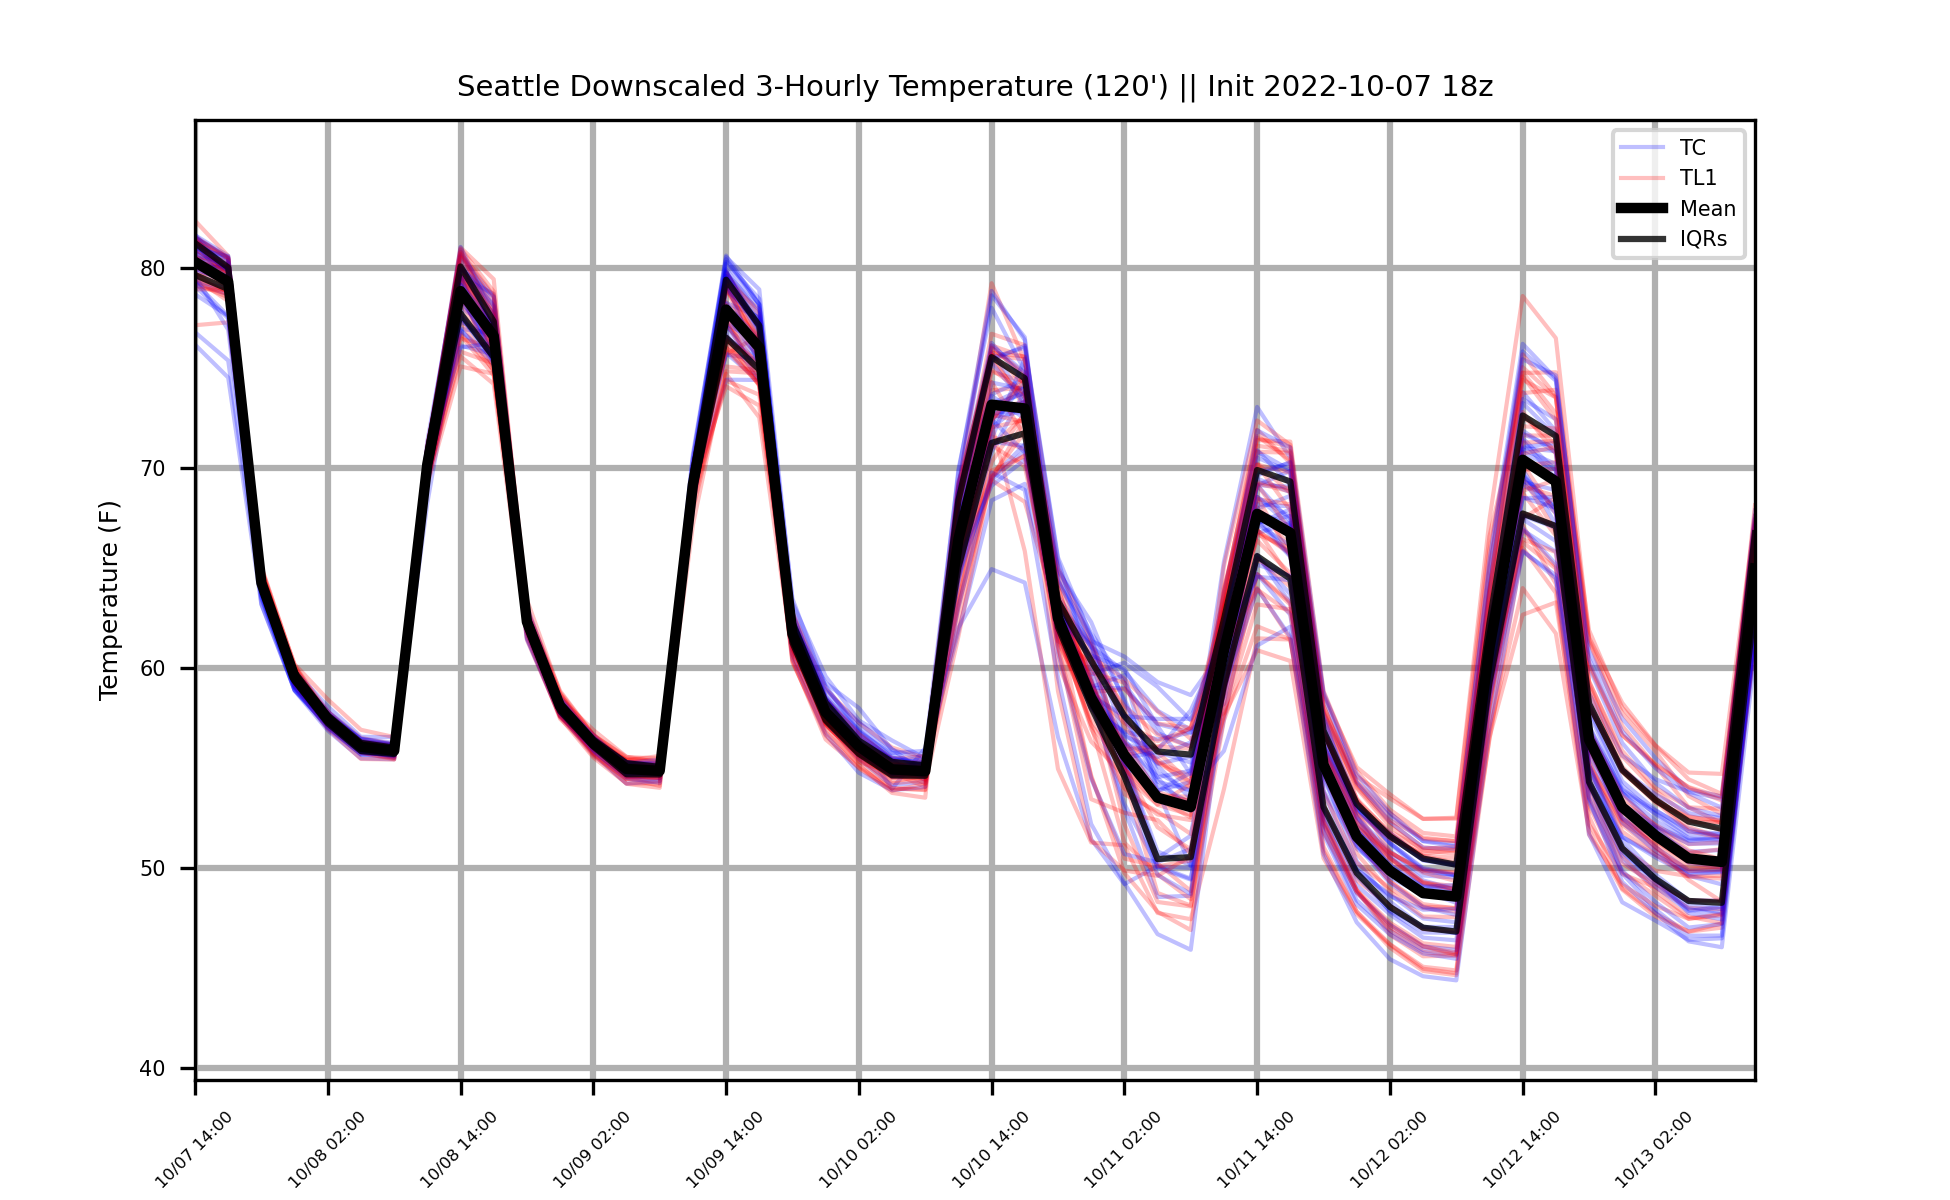 Seattle Downscaled 3-Hourly Temperature (120') || Init 2022-10-07 18z
TC
TL1
Mean
IQRs
Temperature (F)
80
70
60
50
40
10/07 14:00
10/08 02:00
10/08 14:00
10/09 02:00
10/09 14:00
10/10 02:00
10/10 14:00
10/11 02:00
10/11 14:00
10/12 02:00
10/12 14:00
10/13 02:00